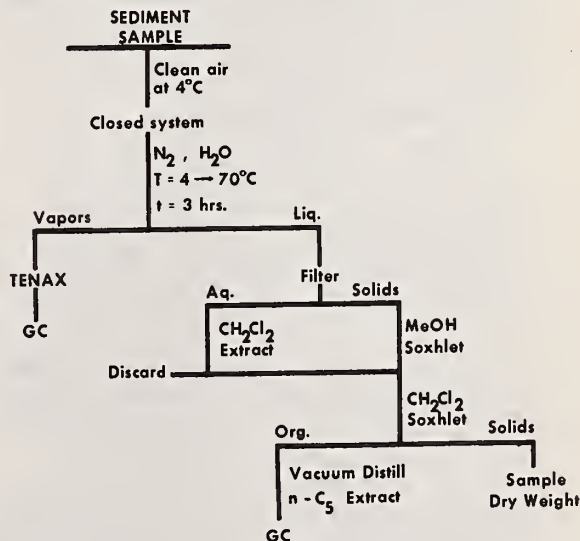 SEDIMENT
SAMPLE
Clean air
at 4°C
Closed system
N₂ , H₂O
T = 4 → 70°C
t = 3 hrs.
Vapors
Liq.
TENAX
Filter
GC
Aq.
Solids
CH₂Cl₂
Extract
MeOH
Soxhlet
Discard
CH₂Cl₂
Soxhlet
Org.
Solids
Vacuum Distill
n - C₅ Extract
Sample
Dry Weight
GC